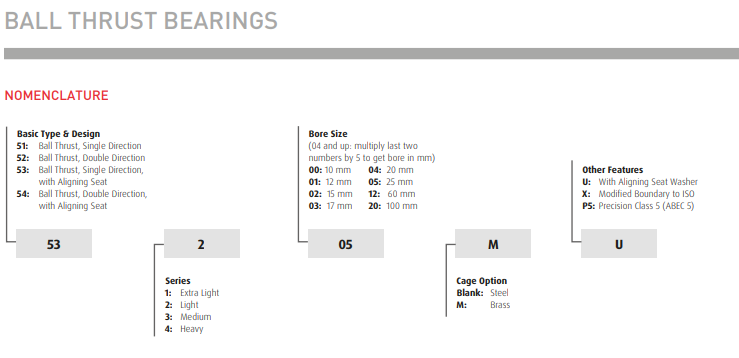 BALL THRUST BEARINGS
NOMENCLATURE
Basic Type & Design
51: Ball Thrust, Single Direction
52: Ball Thrust, Double Direction
53: Ball Thrust, Single Direction,
with Aligning Seat
54: Ball Thrust, Double Direction,
with Aligning Seat
Bore Size
(04 and up: multiply last two
numbers by 5 to get bore in mm)
00: 10 mm 04: 20 mm
01: 12 mm 05: 25 mm
02: 15 mm 12: 60 mm
03: 17 mm 20: 100 mm
Other Features
U: With Aligning Seat Washer
X: Modified Boundary to ISO
P5: Precision Class 5 (ABEC 5)
53 2 05 M U
Series
1: Extra Light
2: Light
3: Medium
4: Heavy
Cage Option
Blank: Steel
M: Brass